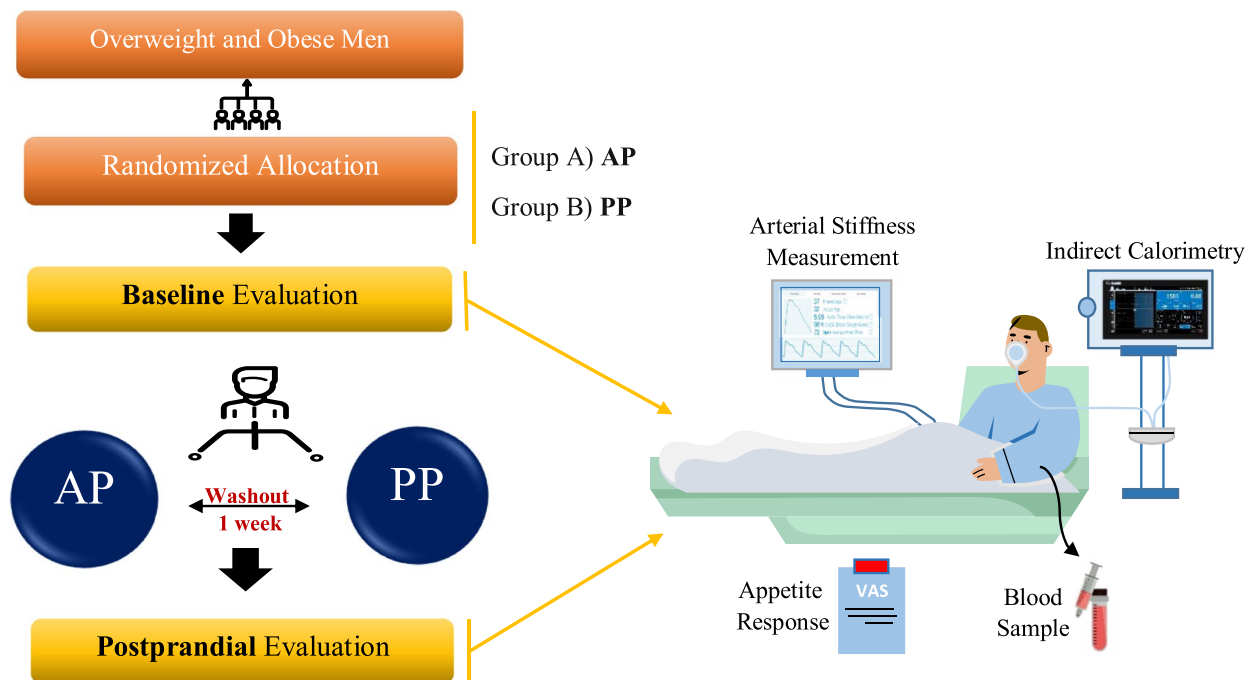 Overweight and Obese Men
Randomized Allocation
Group A) AP
Group B) PP
Baseline Evaluation
AP
Washout
1 week
PP
Postprandial Evaluation
Arterial Stiffness
Measurement
Indirect Calorimetry
Appetite
Response
VAS
Blood
Sample